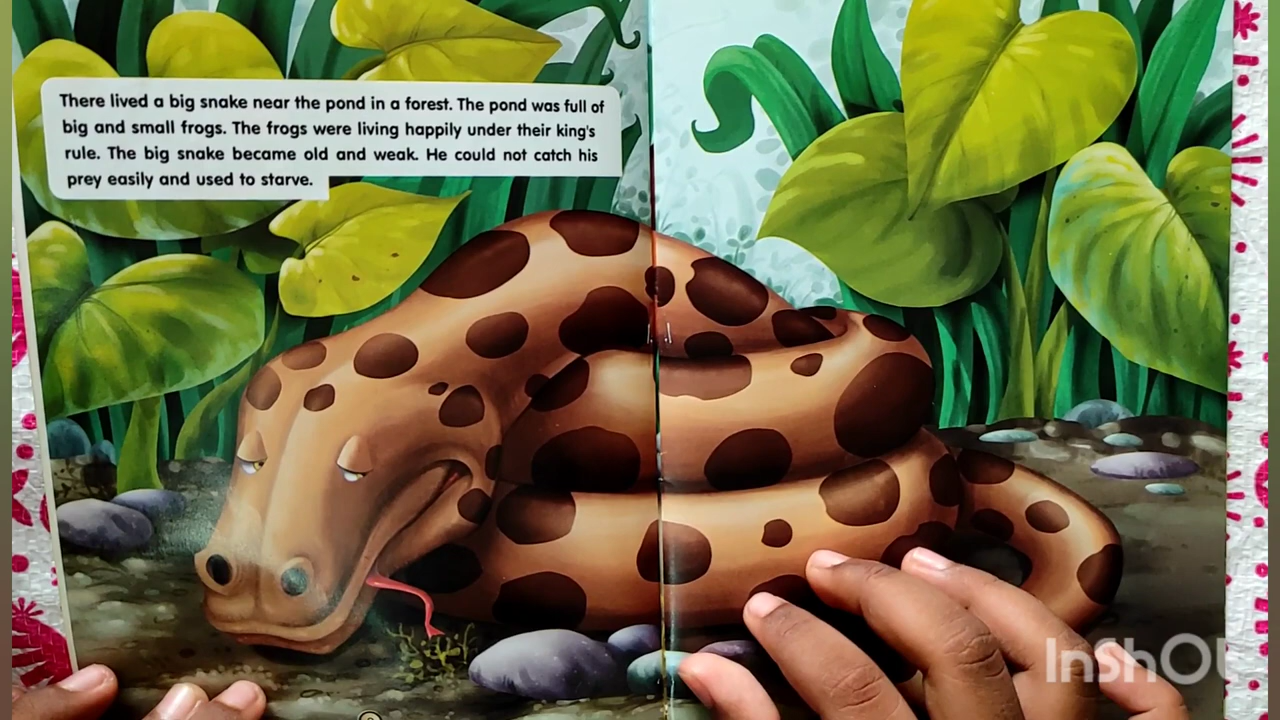 There lived a big snake near the pond in a forest. The pond was full of
big and small frogs. The frogs were living happily under their king's
rule. The big snake became old and weak. He could not catch his
prey easily and used to starve.
InShOt